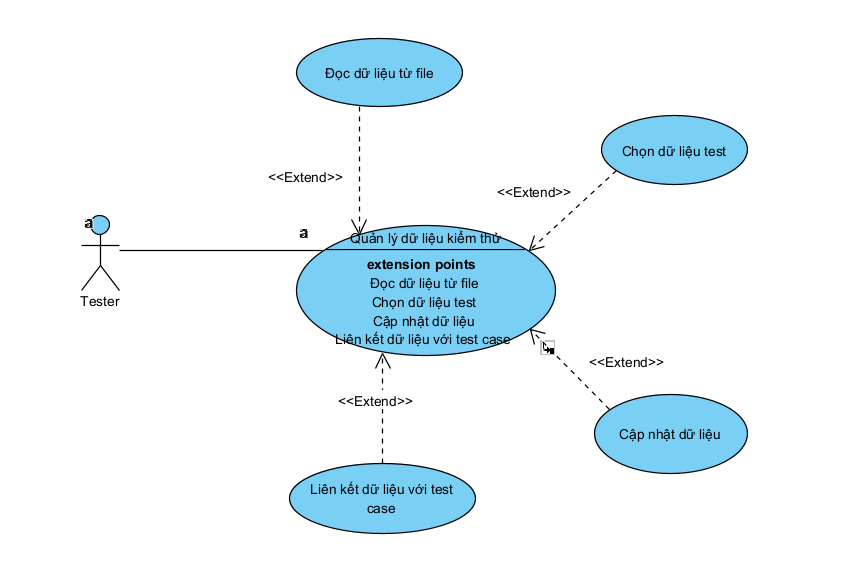 Đọc dữ liệu từ file
Chọn dữ liệu test
<<Extend>>
<<Extend>>
a
a
Quản lý dữ liệu kiểm thử
extension points
Đọc dữ liệu từ file
Chọn dữ liệu test
Cập nhật dữ liệu
Liên kết dữ liệu với test case
Tester
<<Extend>>
<<Extend>>
Cập nhật dữ liệu
Liên kết dữ liệu với test
case